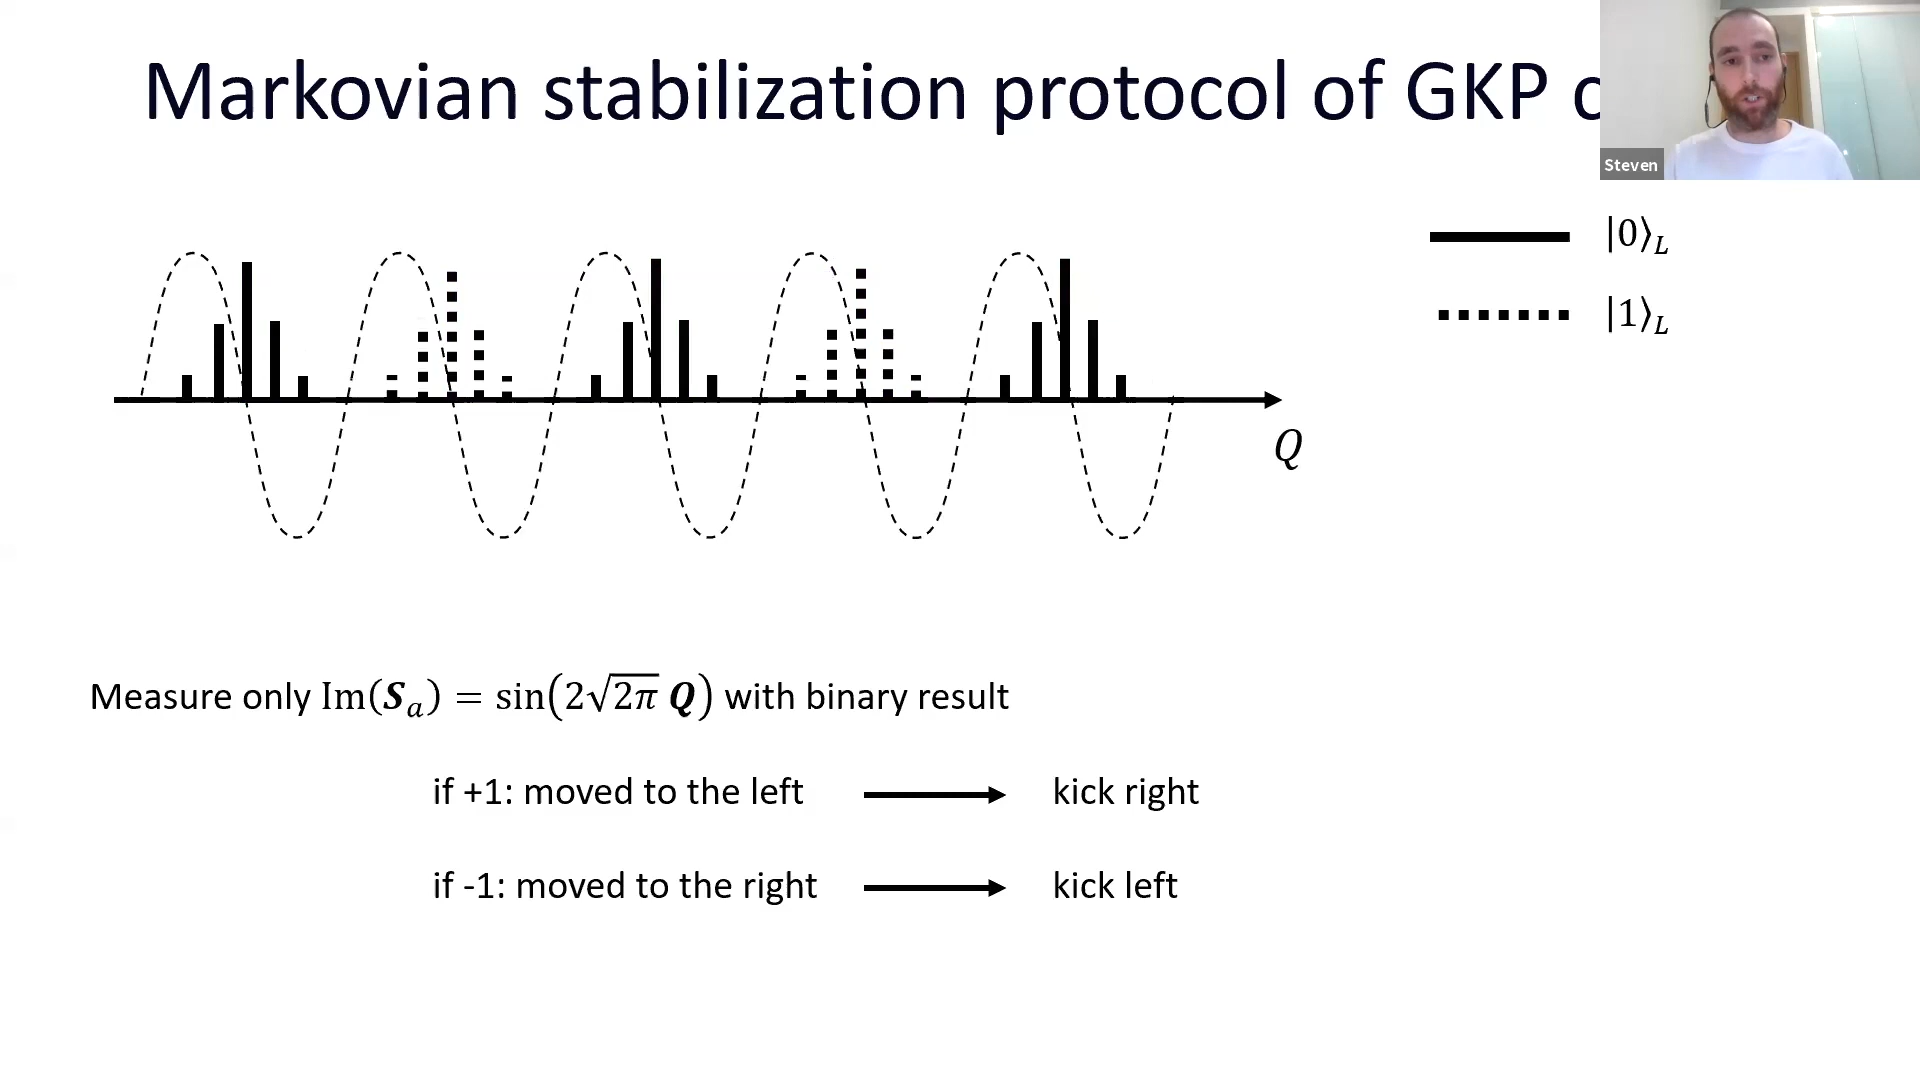 Markovian stabilization protocol of GKP
Steven
|0⟩_L
|1⟩_L
Q
Measure only Im(𝑺_a) = sin(2√2π 𝑸) with binary result
if +1: moved to the left kick right
if -1: moved to the right kick left